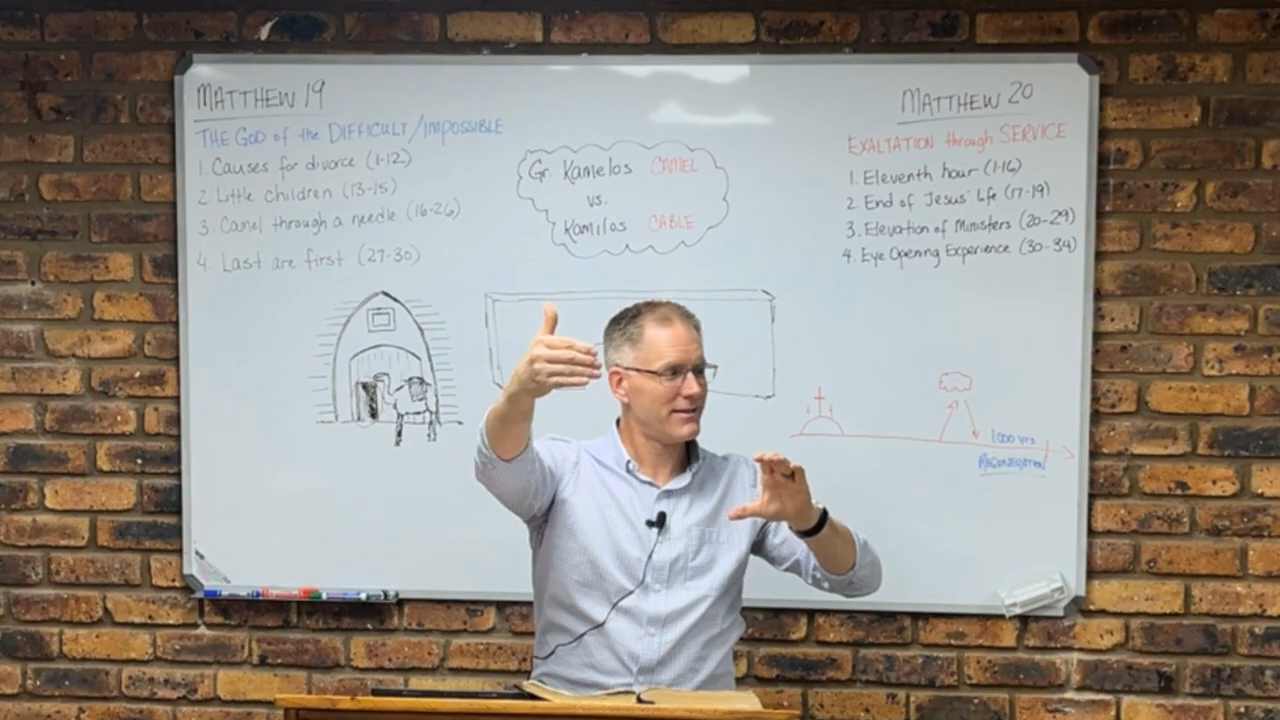 MATTHEW 19
THE GOD of the DIFFICULT/IMPOSSIBLE
1. Causes for divorce (1-12)
2 Little children (13-15)
3. Camel through a needle (16-26)
4. Last are first (27-30)
Gr. Kamelos CAMEL
vs.
Kamilos CABLE
MATTHEW 20
EXALTATION through SERVICE
1. Eleventh hour (1-16)
2 End of Jesus' Life (17-19)
3. Elevation of Ministers (20-29)
4. Eye Opening Experience (30-34)
1000 yrs
REGENERATION